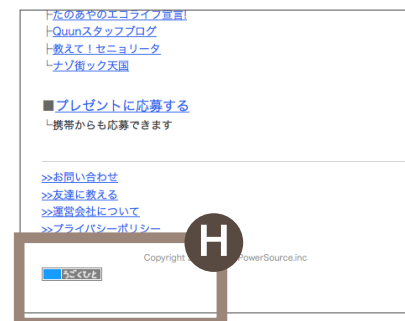 ├たのあやのエコライフ宣言!
├Quunスタッフブログ
├教えて！セニョリータ
└ナゾ街ック天国
■プレゼントに応募する
└携帯からも応募できます
>>お問い合わせ
>>友達に教える
>>運営会社について
>>プライバシーポリシー
H
Copyright PowerSource.inc
うごくひと